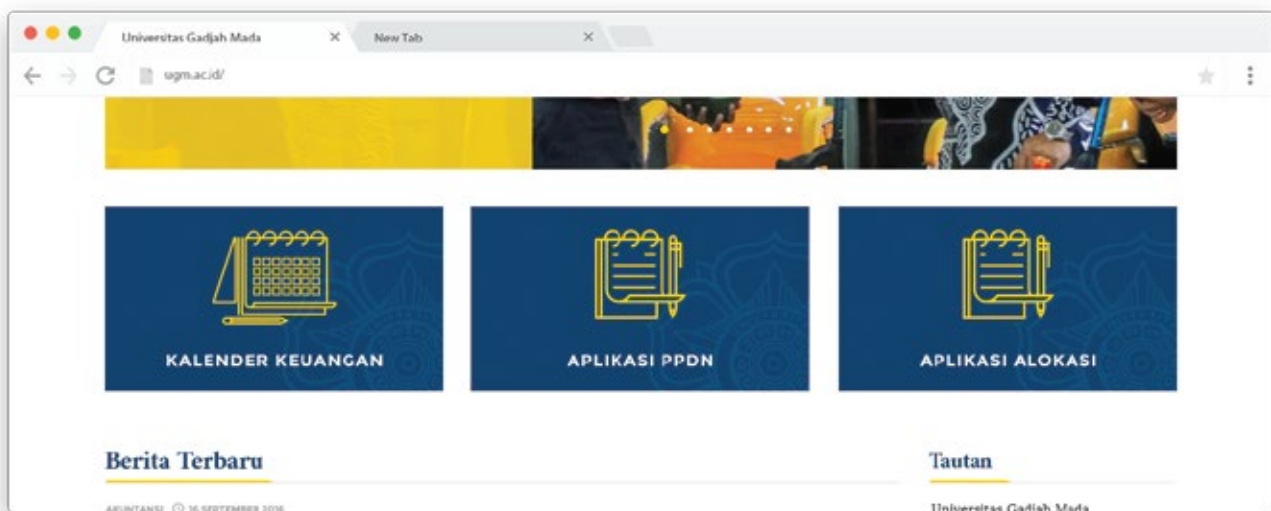 Universitas Gadjah Mada
New Tab
ugm.ac.id/
KALENDER KEUANGAN
APLIKASI PPDN
APLIKASI ALOKASI
Berita Terbaru
Tautan
AKUNTANSI 16 SEPTEMBER 2016
Universitas Gadjah Mada